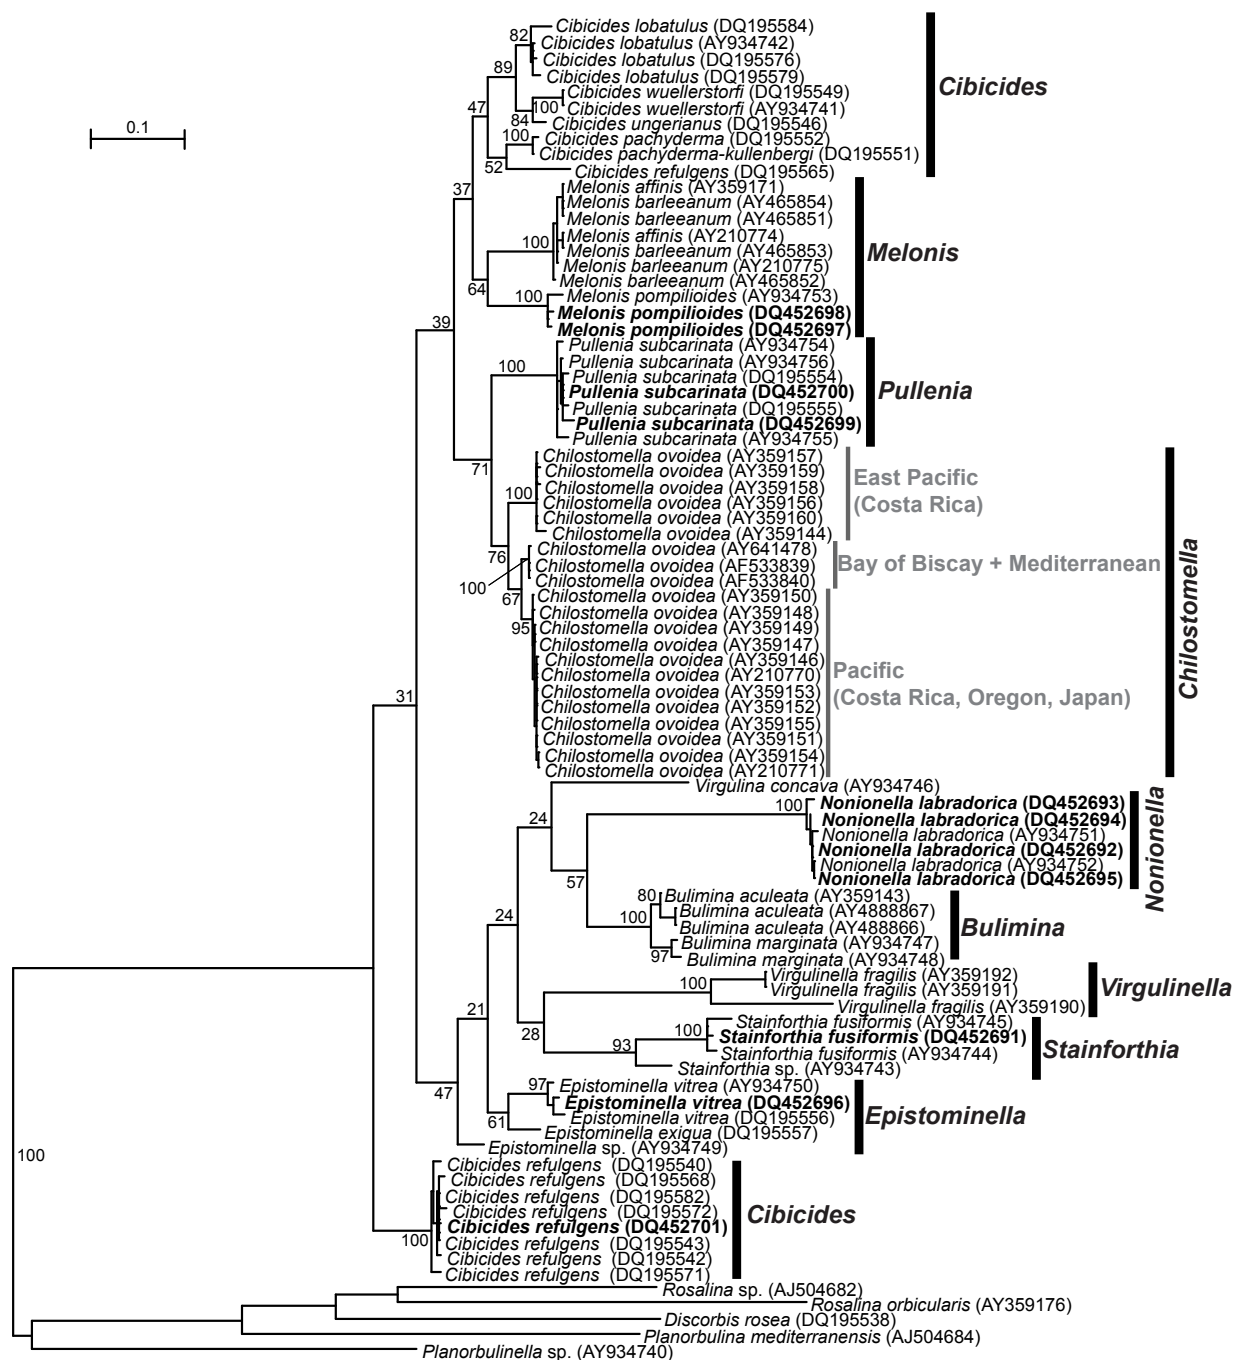 Cibicides lobatulus (DQ195584)
82
Cibicides lobatulus (AY934742)
Cibicides lobatulus (DQ195576)
89
Cibicides lobatulus (DQ195579)
Cibicides
Cibicides wuellerstorfi (DQ195549)
47
100
Cibicides wuellerstorfi (AY934741)
84
Cibicides ungerianus (DQ195546)
0.1
100
Cibicides pachyderma (DQ195552)
Cibicides pachyderma-kullenbergi (DQ195551)
52
Cibicides refulgens (DQ195565)
37
Melonis affinis (AY359171)
Melonis barleeanum (AY465854)
Melonis barleeanum (AY465851)
100
Melonis affinis (AY210774)
Melonis barleeanum (AY465853)
Melonis
Melonis barleeanum (AY210775)
Melonis barleeanum (AY465852)
64
100
Melonis pompilioides (AY934753)
Melonis pompilioides (DQ452698)
39
Melonis pompilioides (DQ452697)
Pullenia subcarinata (AY934754)
100
Pullenia subcarinata (AY934756)
Pullenia subcarinata (DQ195554)
Pullenia subcarinata (DQ452700)
Pullenia
Pullenia subcarinata (DQ195555)
Pullenia subcarinata (DQ452699)
Pullenia subcarinata (AY934755)
71
Chilostomella ovoidea (AY359157)
Chilostomella ovoidea (AY359159)
East Pacific
(Costa Rica)
100
Chilostomella ovoidea (AY359158)
Chilostomella ovoidea (AY359156)
Chilostomella ovoidea (AY359160)
Chilostomella ovoidea (AY359144)
76
Chilostomella ovoidea (AY641478)
Chilostomella ovoidea (AF533839)
Bay of Biscay + Mediterranean
100
Chilostomella ovoidea (AF533840)
67
Chilostomella ovoidea (AY359150)
Chilostomella ovoidea (AY359148)
95
Chilostomella ovoidea (AY359149)
Chilostomella ovoidea (AY359147)
Chilostomella
Chilostomella ovoidea (AY359146)
Chilostomella ovoidea (AY210770)
Pacific
(Costa Rica, Oregon, Japan)
Chilostomella ovoidea (AY359153)
31
Chilostomella ovoidea (AY359152)
Chilostomella ovoidea (AY359155)
Chilostomella ovoidea (AY359151)
Chilostomella ovoidea (AY359154)
Chilostomella ovoidea (AY210771)
Virgulina concava (AY934746)
100
Nonionella labradorica (DQ452693)
24
Nonionella labradorica (DQ452694)
Nonionella labradorica (AY934751)
Nonionella
Nonionella labradorica (DQ452692)
Nonionella labradorica (AY934752)
57
Nonionella labradorica (DQ452695)
80
Bulimina aculeata (AY359143)
24
100
Bulimina aculeata (AY4888867)
Bulimina aculeata (AY488866)
Bulimina
Bulimina marginata (AY934747)
97
Bulimina marginata (AY934748)
100
Virgulinella fragilis (AY359192)
Virgulinella fragilis (AY359191)
Virgulinella
21
Virgulinella fragilis (AY359190)
28
Stainforthia fusiformis (AY934745)
100
Stainforthia fusiformis (DQ452691)
93
Stainforthia fusiformis (AY934744)
Stainforthia
Stainforthia sp. (AY934743)
47
97
Epistominella vitrea (AY934750)
Epistominella vitrea (DQ452696)
61
Epistominella vitrea (DQ195556)
Epistominella
Epistominella exigua (DQ195557)
Epistominella sp. (AY934749)
100
Cibicides refulgens (DQ195540)
Cibicides refulgens (DQ195568)
Cibicides refulgens (DQ195582)
Cibicides refulgens (DQ195572)
Cibicides
Cibicides refulgens (DQ452701)
100
Cibicides refulgens (DQ195543)
Cibicides refulgens (DQ195542)
Cibicides refulgens (DQ195571)
Rosalina sp. (AJ504682)
Rosalina orbicularis (AY359176)
Discorbis rosea (DQ195538)
Planorbulina mediterranensis (AJ504684)
Planorbulinella sp. (AY934740)